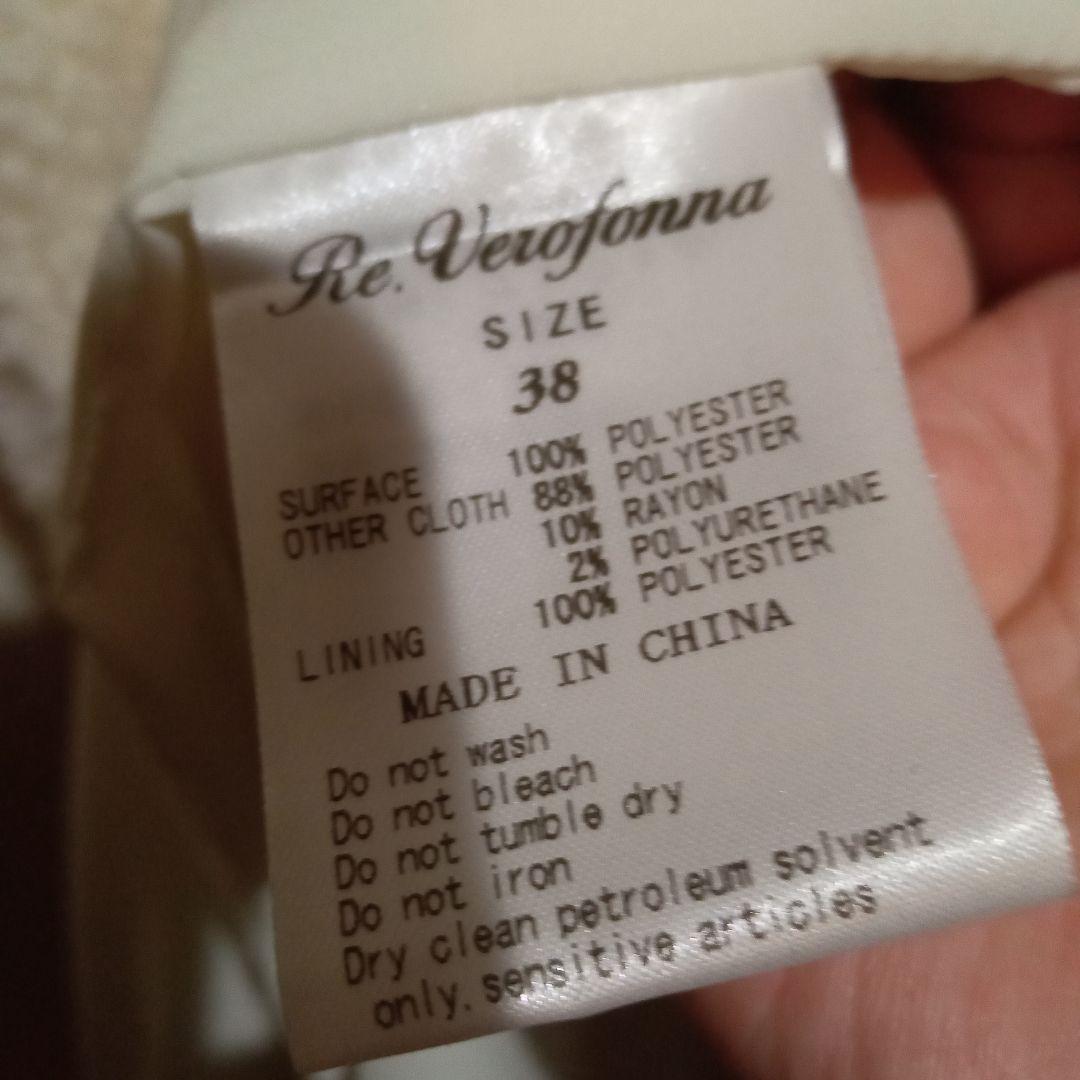 Re. Verofonna
SIZE
38
SURFACE 100% POLYESTER
OTHER CLOTH 88% POLYESTER
10% RAYON
2% POLYURETHANE
LINING 100% POLYESTER
MADE IN CHINA
Do not wash
Do not bleach
Do not tumble dry
Do not iron
Dry clean petroleum solvent
only. sensitive articles